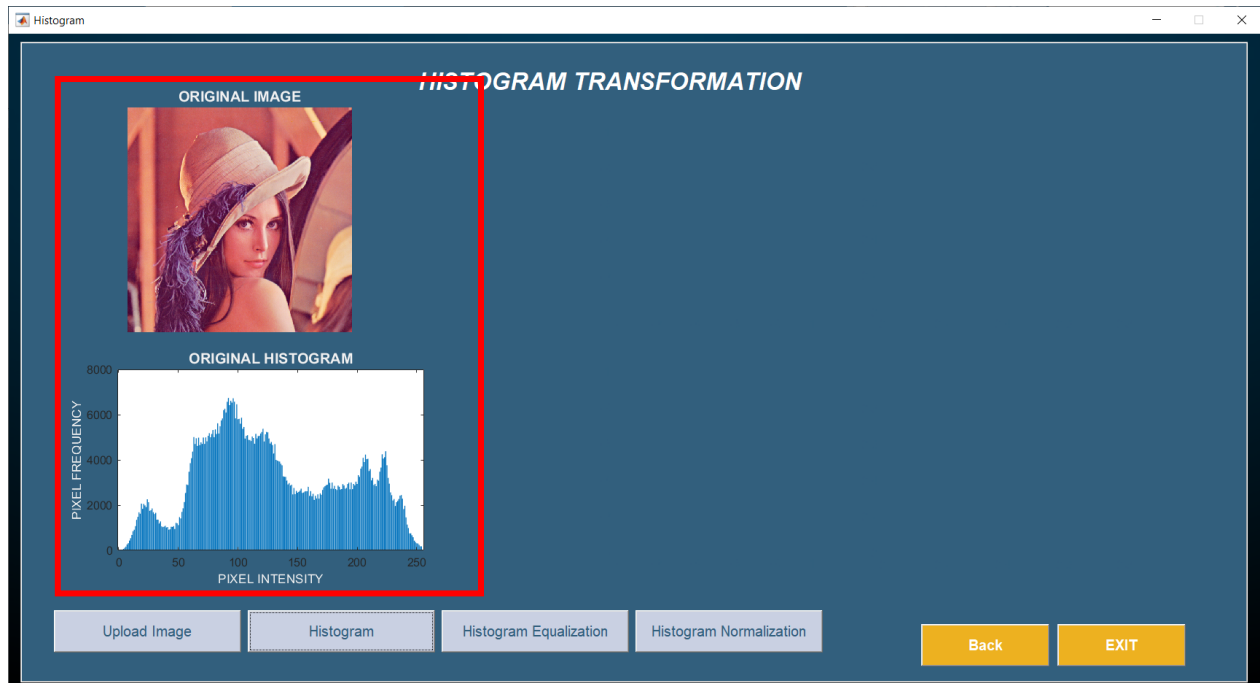 Histogram
HISTOGRAM TRANSFORMATION
ORIGINAL IMAGE
ORIGINAL HISTOGRAM
8000
6000
4000
2000
0
PIXEL FREQUENCY
0 50 100 150 200 250
PIXEL INTENSITY
Upload Image
Histogram
Histogram Equalization
Histogram Normalization
Back
EXIT